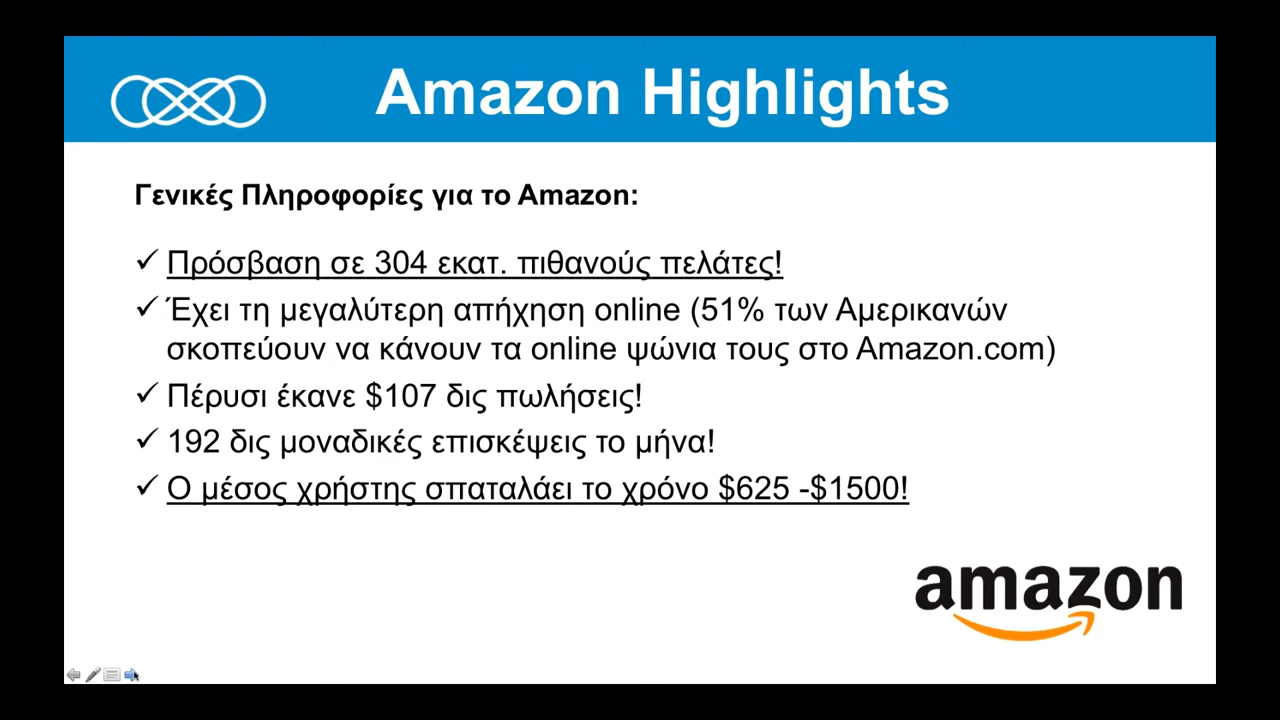 Amazon Highlights
Γενικές Πληροφορίες για το Amazon:
✓ Πρόσβαση σε 304 εκατ. πιθανούς πελάτες!
✓ Έχει τη μεγαλύτερη απήχηση online (51% των Αμερικανών
σκοπεύουν να κάνουν τα online ψώνια τους στο Amazon.com)
✓ Πέρυσι έκανε $107 δις πωλήσεις!
✓ 192 δις μοναδικές επισκέψεις το μήνα!
✓ Ο μέσος χρήστης σπαταλάει το χρόνο $625 -$1500!
amazon